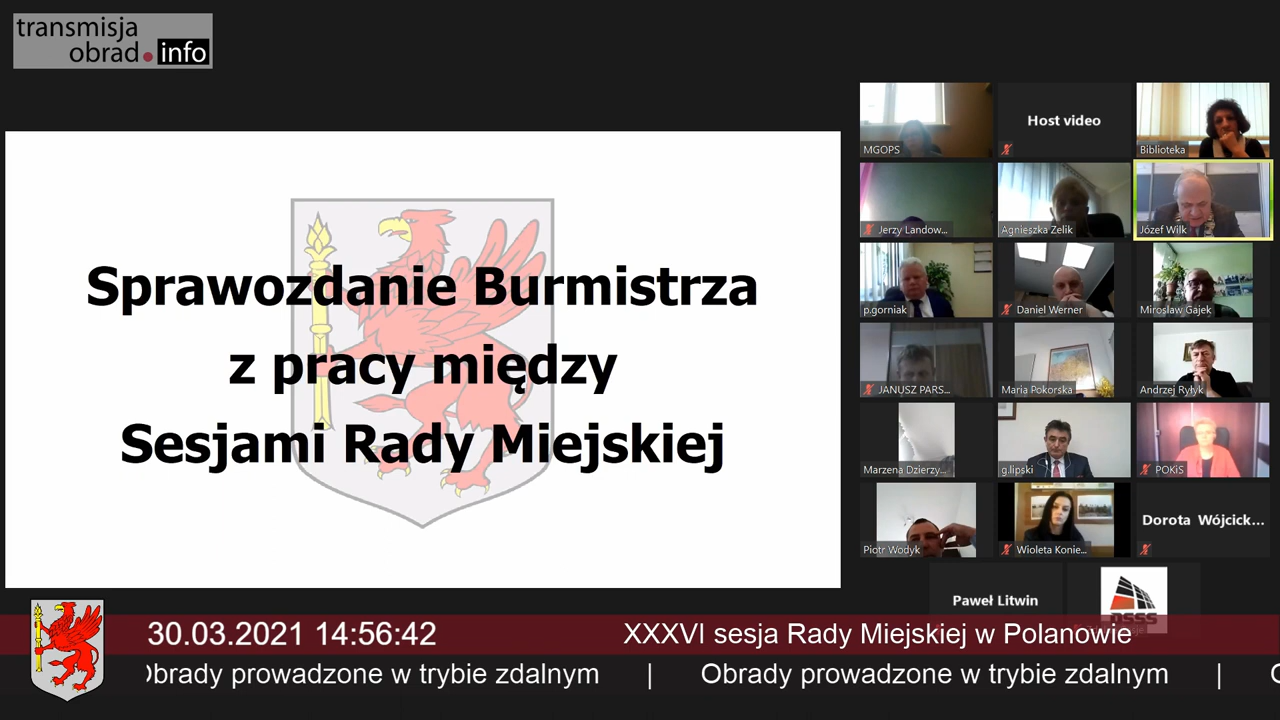 transmisja
obrad.info
MGOPS
Host video
Biblioteka
Jerzy Landow...
Agnieszka Zelik
Józef Wilk
p.gorniak
Daniel Werner
Mirosław Gajek
JANUSZ PARS...
Maria Pokorska
Andrzej Ryłyk
Marzena Dzierzy...
g.lipski
POKiS
Piotr Wodyk
Wioleta Konie...
Dorota Wójcick...
Paweł Litwin
Sprawozdanie Burmistrza
z pracy między
Sesjami Rady Miejskiej
30.03.2021 14:56:42
XXXVI sesja Rady Miejskiej w Polanowie
Obrady prowadzone w trybie zdalnym | Obrady prowadzone w trybie zdalnym |